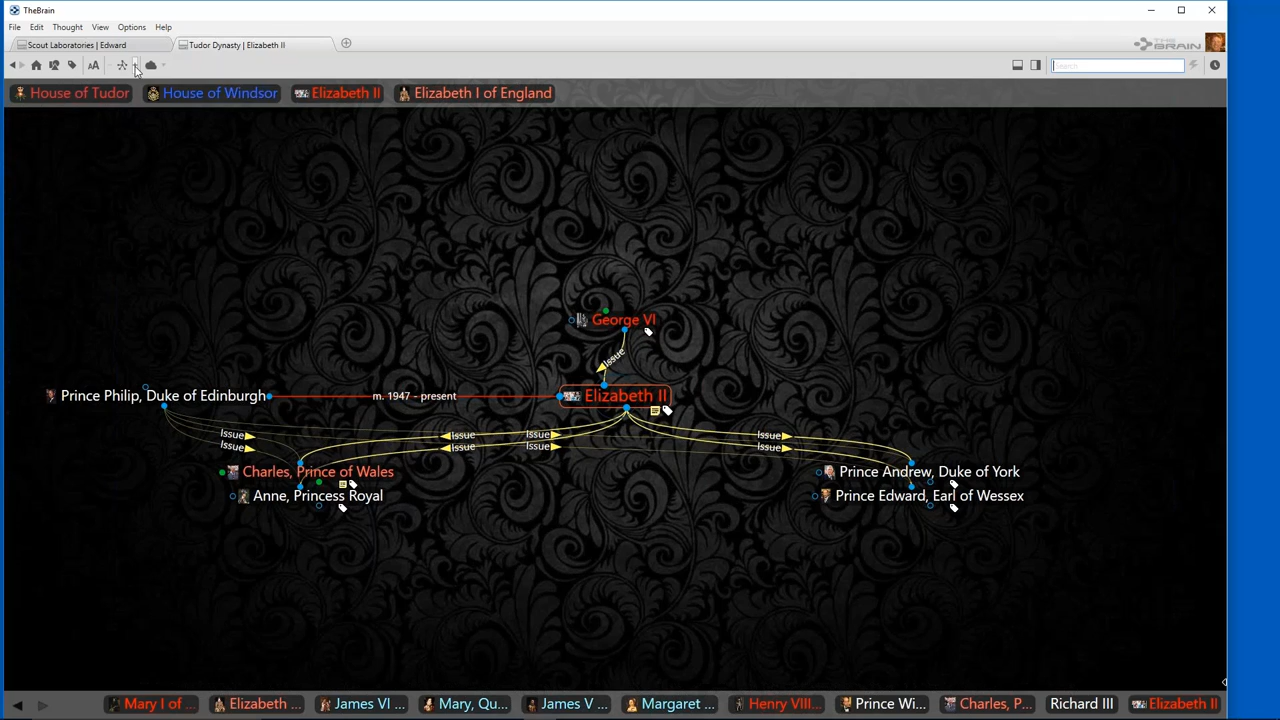 TheBrain
File Edit Thought View Options Help
Scout Laboratories | Edward Tudor Dynasty | Elizabeth II
THE BRAIN
AA Search
House of Tudor House of Windsor Elizabeth II Elizabeth I of England
George VI
Issue
Prince Philip, Duke of Edinburgh m. 1947 - present Elizabeth II
Issue Issue Issue Issue
Issue Issue Issue Issue
Charles, Prince of Wales Prince Andrew, Duke of York
Anne, Princess Royal Prince Edward, Earl of Wessex
Mary I of ... Elizabeth ... James VI ... Mary, Qu... James V ... Margaret ... Henry VIII... Prince Wi... Charles, P... Richard III Elizabeth II